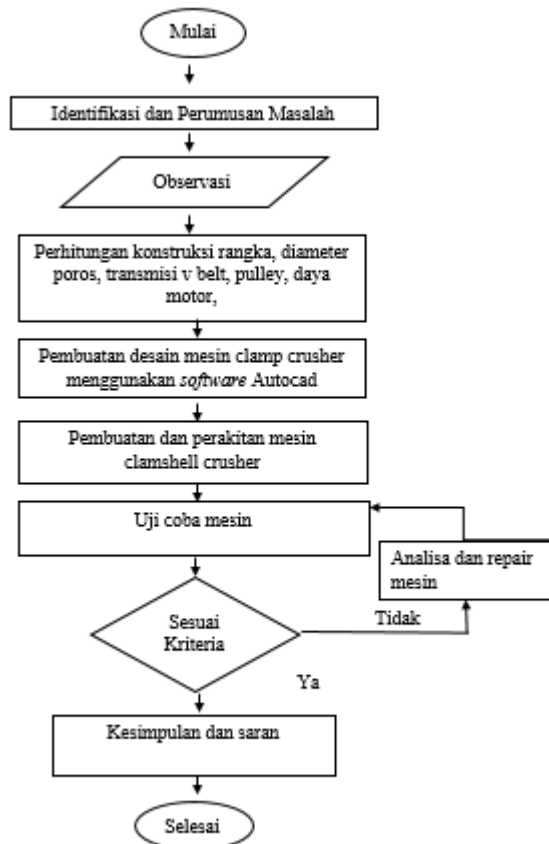 Mulai
Identifikasi dan Perumusan Masalah
Observasi
Perhitungan konstruksi rangka, diameter
poros, transmisi v belt, pulley, daya
motor,
Pembuatan desain mesin clamp crusher
menggunakan software Autocad
Pembuatan dan perakitan mesin
clamshell crusher
Uji coba mesin
Analisa dan repair
mesin
Sesuai
Kriteria
Tidak
Ya
Kesimpulan dan saran
Selesai